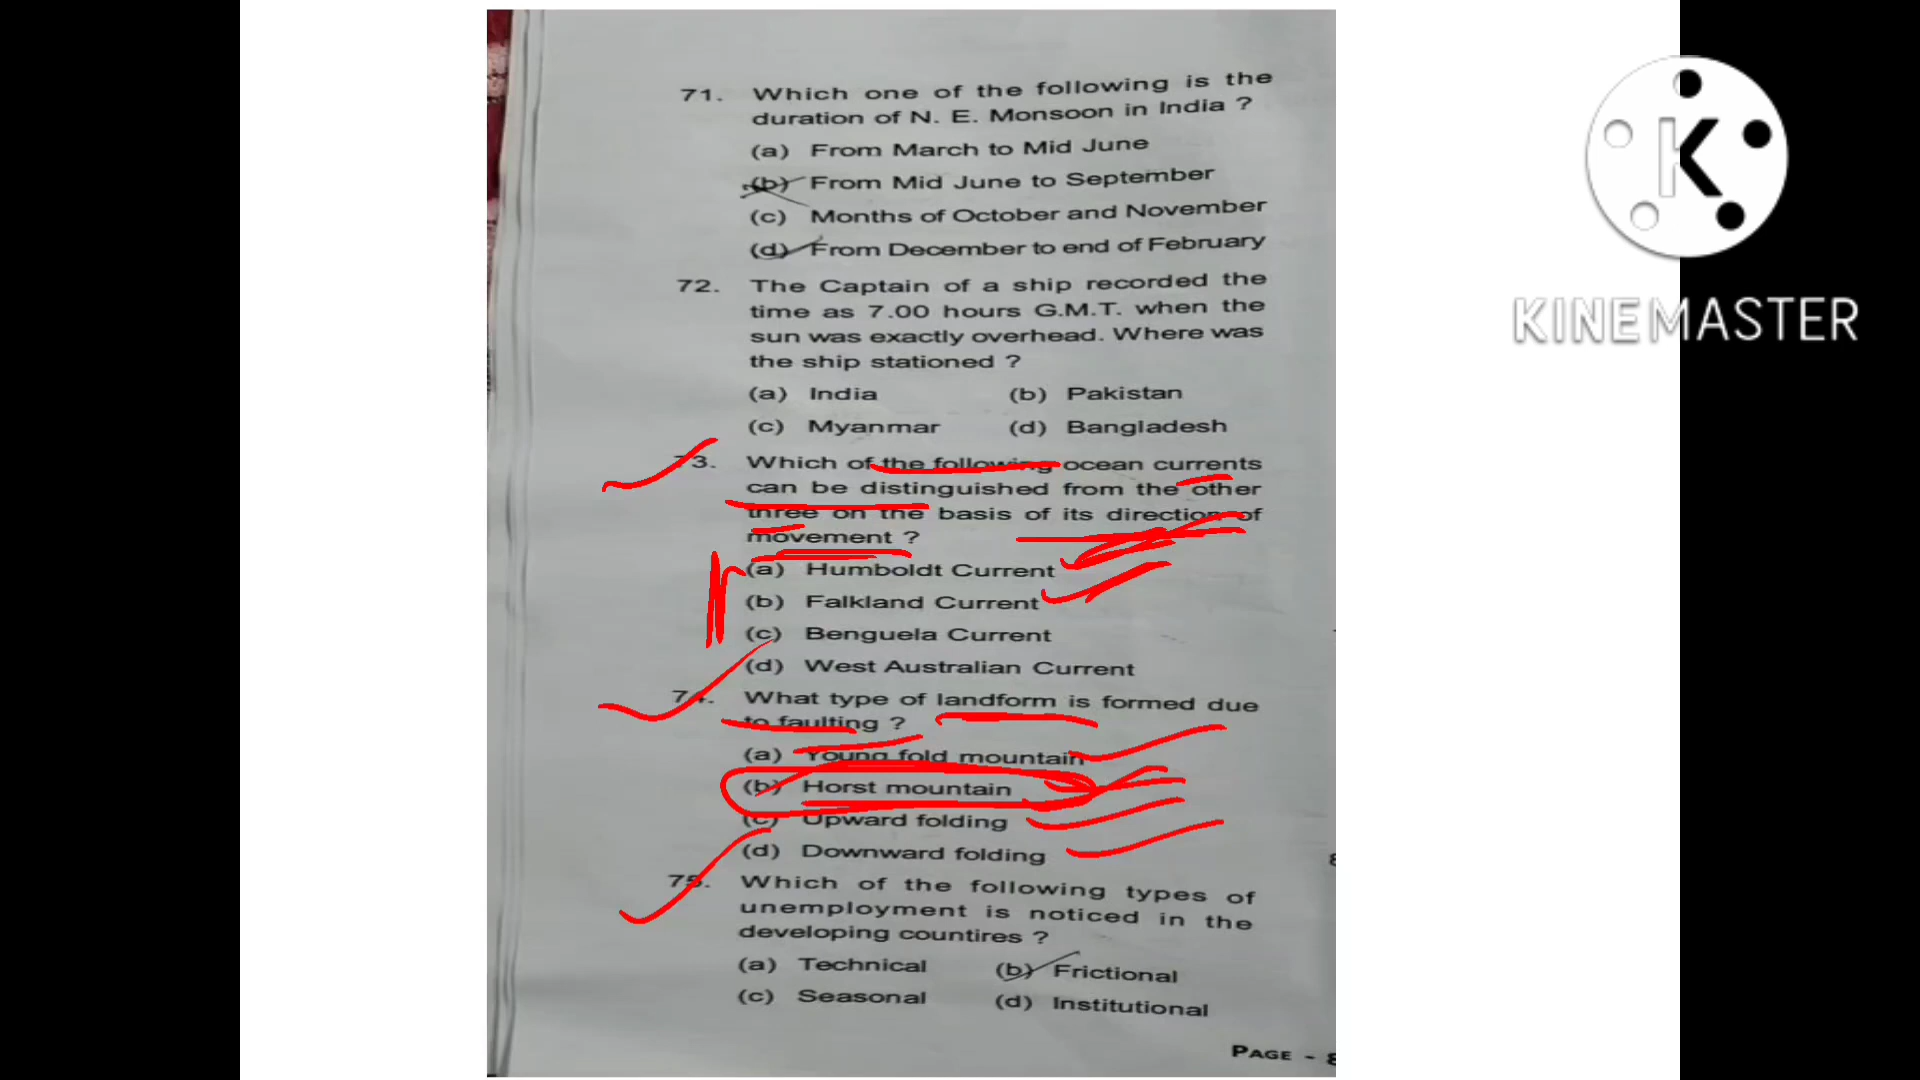 71. Which one of the following is the
duration of N. E. Monsoon in India ?
(a) From March to Mid June
(b) From Mid June to September
(c) Months of October and November
(d) From December to end of February
72. The Captain of a ship recorded the
time as 7.00 hours G.M.T. when the
sun was exactly overhead. Where was
the ship stationed ?
(a) India (b) Pakistan
(c) Myanmar (d) Bangladesh
73. Which of the following ocean currents
can be distinguished from the other
three on the basis of its direction of
movement ?
(a) Humboldt Current
(b) Falkland Current
(c) Benguela Current
(d) West Australian Current
74. What type of landform is formed due
to faulting ?
(a) Young fold mountain
(b) Horst mountain
(c) Upward folding
(d) Downward folding
75. Which of the following types of
unemployment is noticed in the
developing countires ?
(a) Technical (b) Frictional
(c) Seasonal (d) Institutional
PAGE - 8
K
KINEMASTER